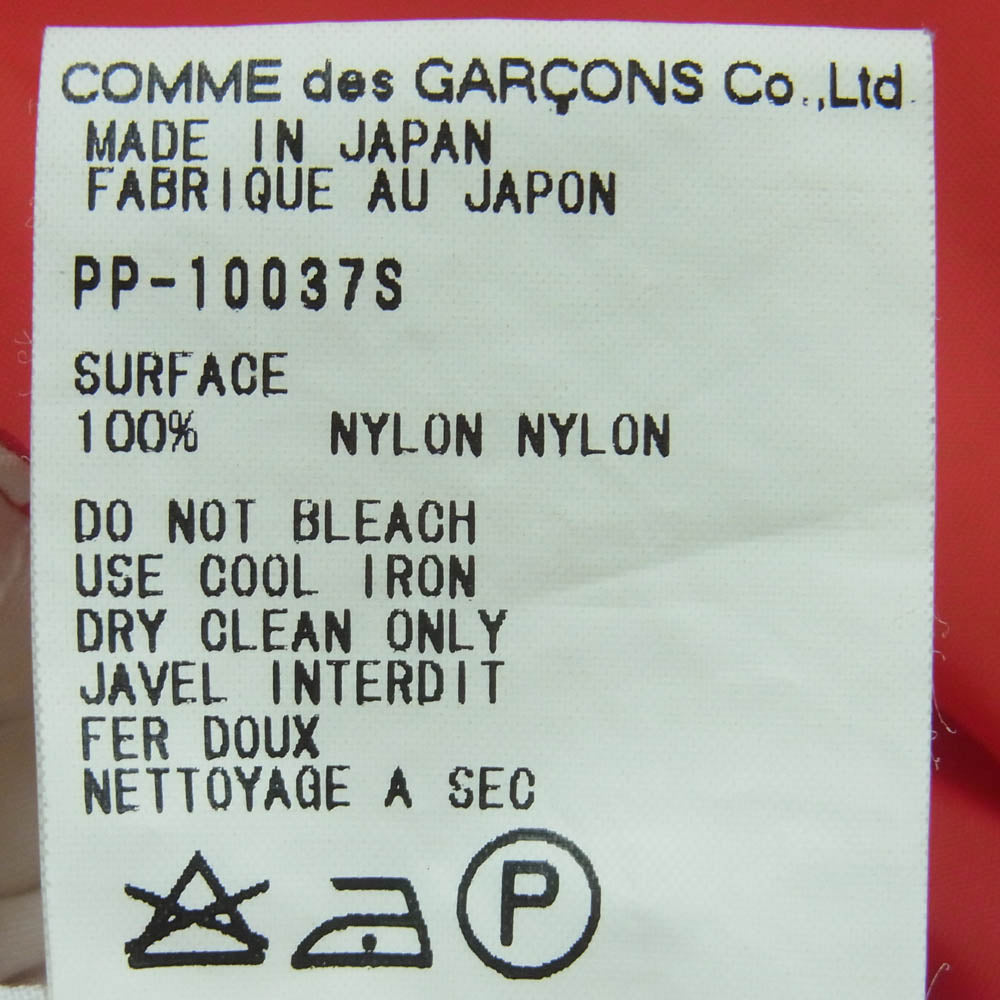 COMME des GARÇONS Co.,Ltd.
MADE IN JAPAN
FABRIQUE AU JAPON
PP-10037S
SURFACE
100% NYLON NYLON
DO NOT BLEACH
USE COOL IRON
DRY CLEAN ONLY
JAVEL INTERDIT
FER DOUX
NETTOYAGE A SEC
P